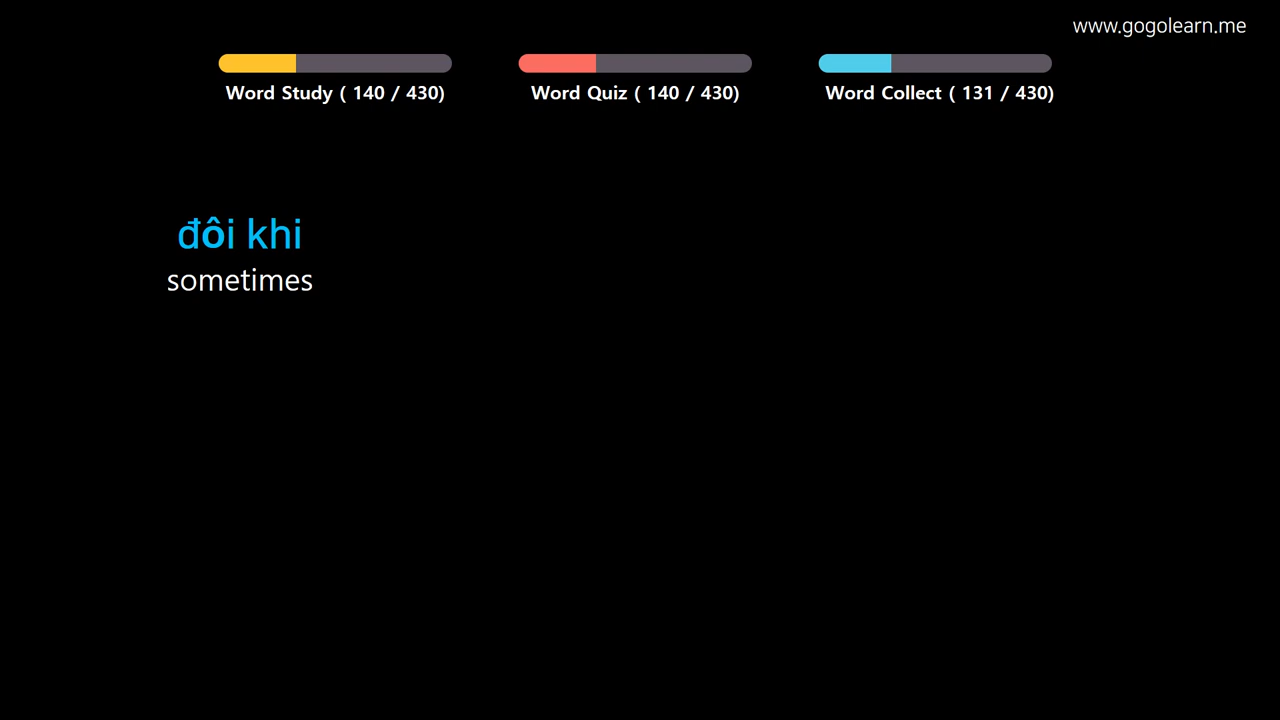 www.gogolearn.me
Word Study ( 140 / 430)
Word Quiz ( 140 / 430)
Word Collect ( 131 / 430)
đôi khi
sometimes